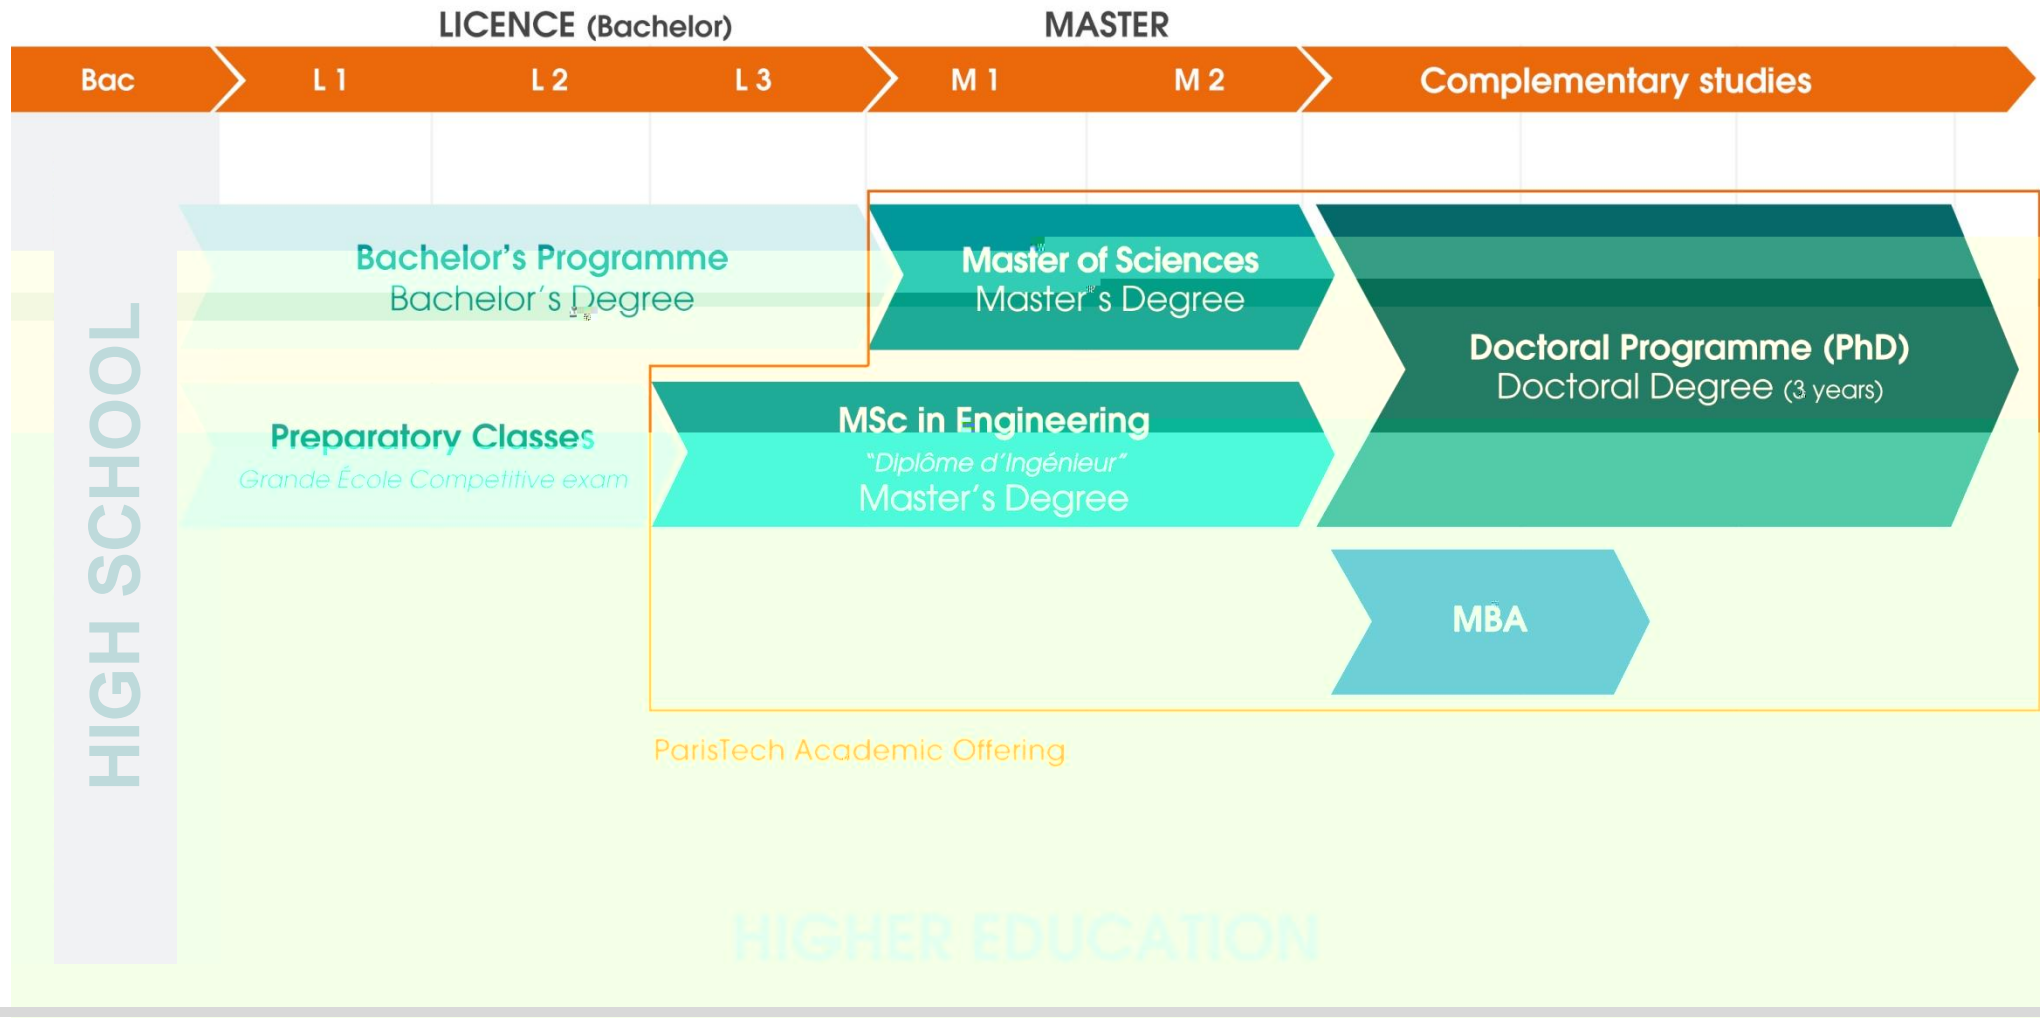 LICENCE (Bachelor)
MASTER
Bac
L 1
L 2
L 3
M 1
M 2
Complementary studies
HIGH SCHOOL
Bachelor's Programme
Bachelor's Degree
Master of Sciences
Master's Degree
Doctoral Programme (PhD)
Doctoral Degree (3 years)
Preparatory Classes
Grande École Competitive exam
MSc in Engineering
"Diplôme d'Ingénieur"
Master's Degree
MBA
ParisTech Academic Offering
HIGHER EDUCATION